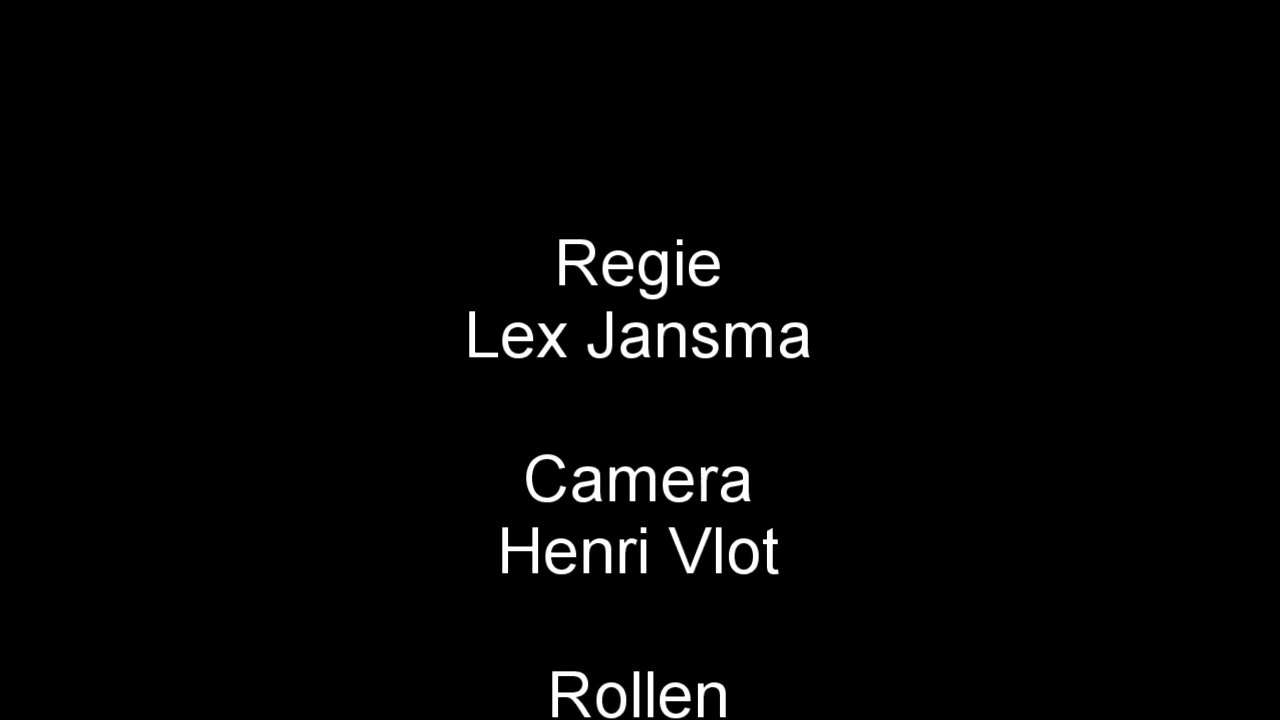 Regie
Lex Jansma
Camera
Henri Vlot
Rollen